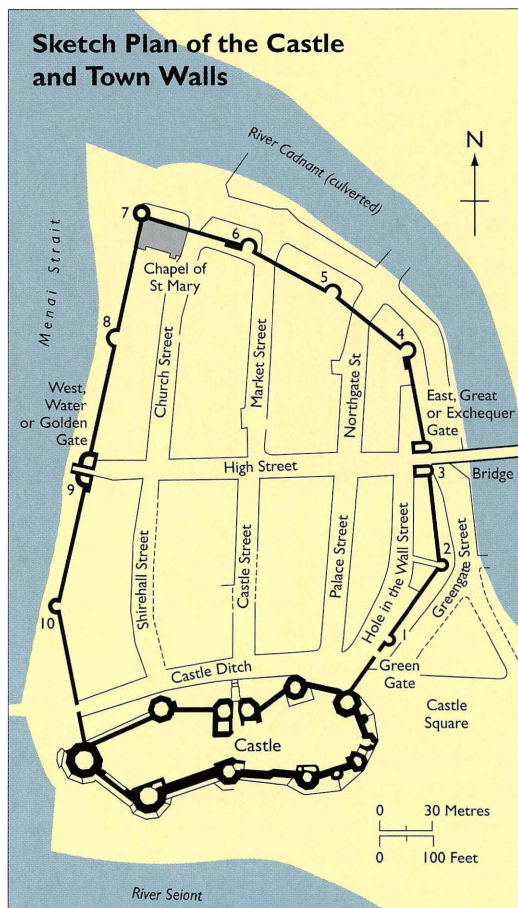 Sketch Plan of the Castle
and Town Walls
N
River Cadnant (culverted)
Menai Strait
7
6
Chapel of
St Mary
5
8
4
Church Street
Market Street
Northgate St
West,
Water
or Golden
Gate
East, Great
or Exchequer
Gate
High Street
9
3
Bridge
Shirehall Street
Castle Street
Palace Street
Hole in the Wall Street
Greengate Street
2
10
1
Green
Gate
Castle Ditch
Castle
Square
Castle
0 30 Metres
0 100 Feet
River Seiont